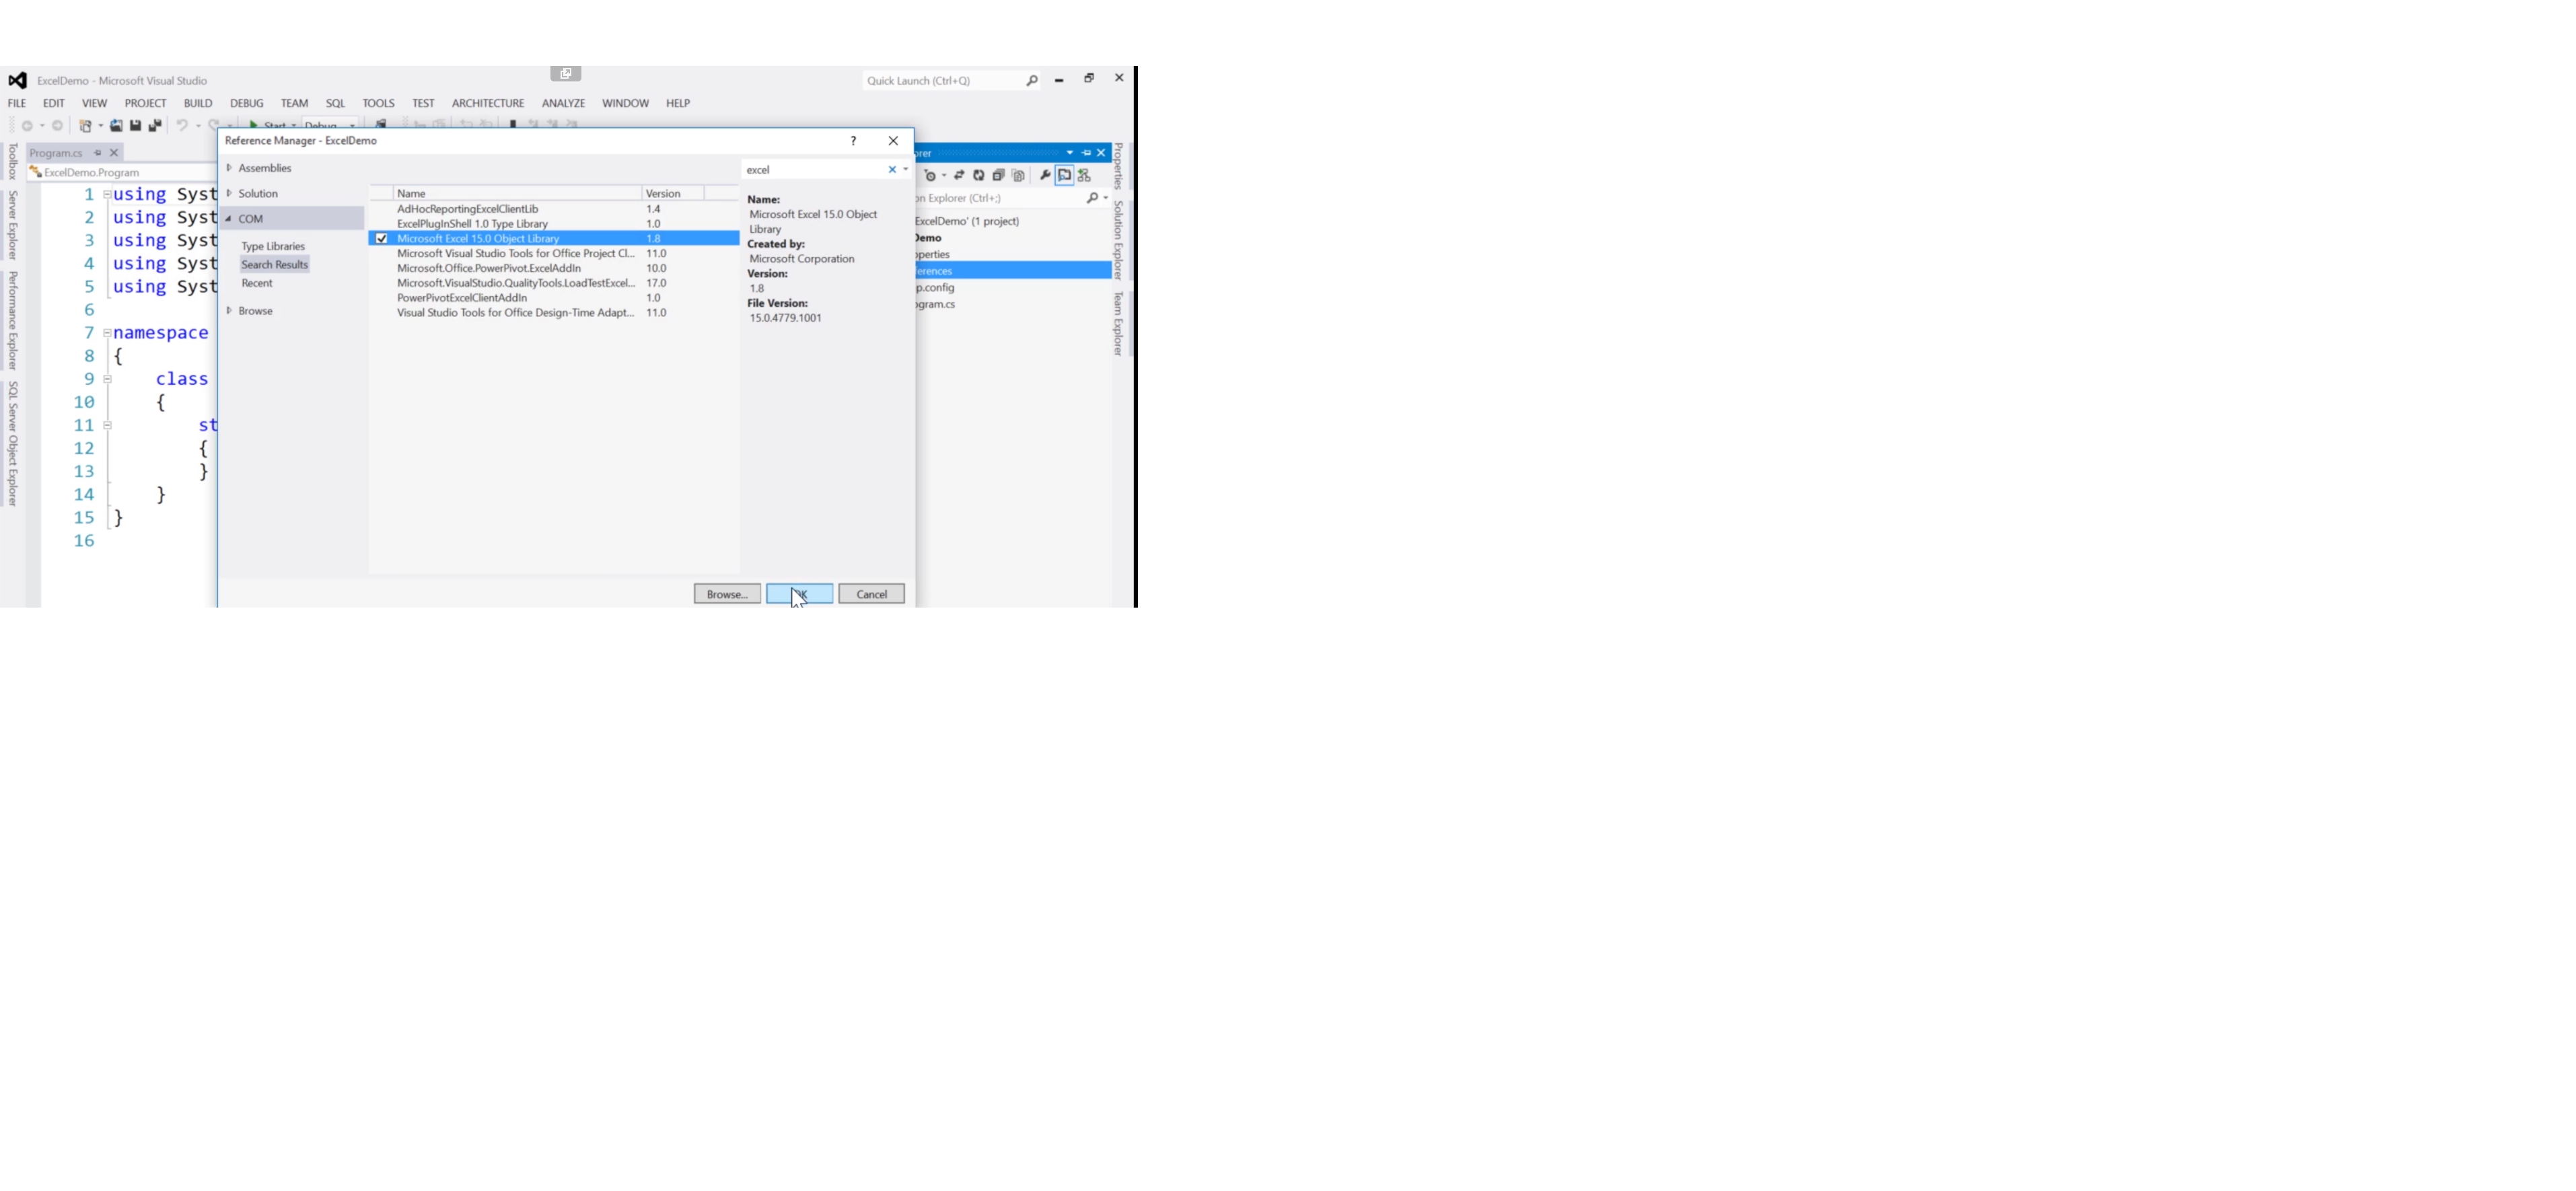 ExcelDemo - Microsoft Visual Studio
Quick Launch (Ctrl+Q)
FILE EDIT VIEW PROJECT BUILD DEBUG TEAM SQL TOOLS TEST ARCHITECTURE ANALYZE WINDOW HELP
Start Debug
Reference Manager - ExcelDemo ?
Program.cs
ExcelDemo.Program
Toolbox
Server Explorer
Performance Explorer
SQL Server Object Explorer
1 using Syst
2 using Syst
3 using Syst
4 using Syst
5 using Syst
6
7 namespace
8 {
9 class
10 {
11 st
12 {
13 }
14 }
15 }
16
Assemblies
Solution
COM
Type Libraries
Search Results
Recent
Browse
Name Version
AdHocReportingExcelClientLib 1.4
ExcelPlugInShell 1.0 Type Library 1.0
Microsoft Excel 15.0 Object Library 1.8
Microsoft Visual Studio Tools for Office Project Cl... 11.0
Microsoft.Office.PowerPivot.ExcelAddIn 10.0
Microsoft.VisualStudio.QualityTools.LoadTestExcel... 17.0
PowerPivotExcelClientAddIn 1.0
Visual Studio Tools for Office Design-Time Adapt... 11.0
excel
Name:
Microsoft Excel 15.0 Object
Library
Created by:
Microsoft Corporation
Version:
1.8
File Version:
15.0.4779.1001
Browse... Cancel
orer
on Explorer (Ctrl+;)
ExcelDemo' (1 project)
Demo
operties
erences
p.config
ogram.cs
Properties
Solution Explorer
Team Explorer